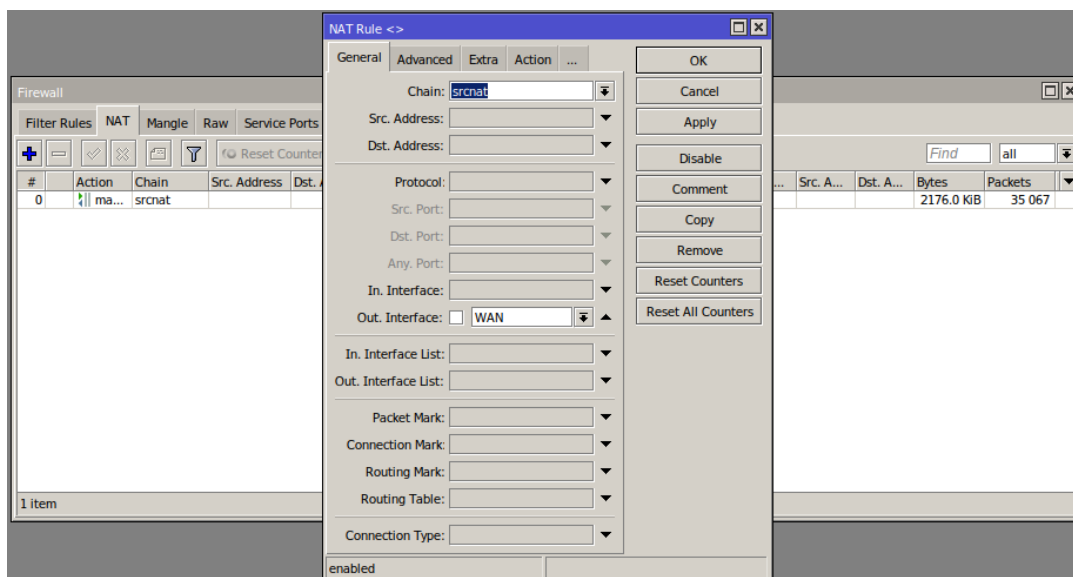 NAT Rule <>
General Advanced Extra Action ...
Chain: srcnat
Src. Address:
Dst. Address:
Protocol:
Src. Port:
Dst. Port:
Any. Port:
In. Interface:
Out. Interface: WAN
In. Interface List:
Out. Interface List:
Packet Mark:
Connection Mark:
Routing Mark:
Routing Table:
Connection Type:
enabled
OK
Cancel
Apply
Disable
Comment
Copy
Remove
Reset Counters
Reset All Counters
Firewall
Filter Rules NAT Mangle Raw Service Ports
Reset Counter
Find all
# Action Chain Src. Address Dst. ... Src. A... Dst. A... Bytes Packets
0 ma... srcnat 2176.0 KiB 35 067
1 item